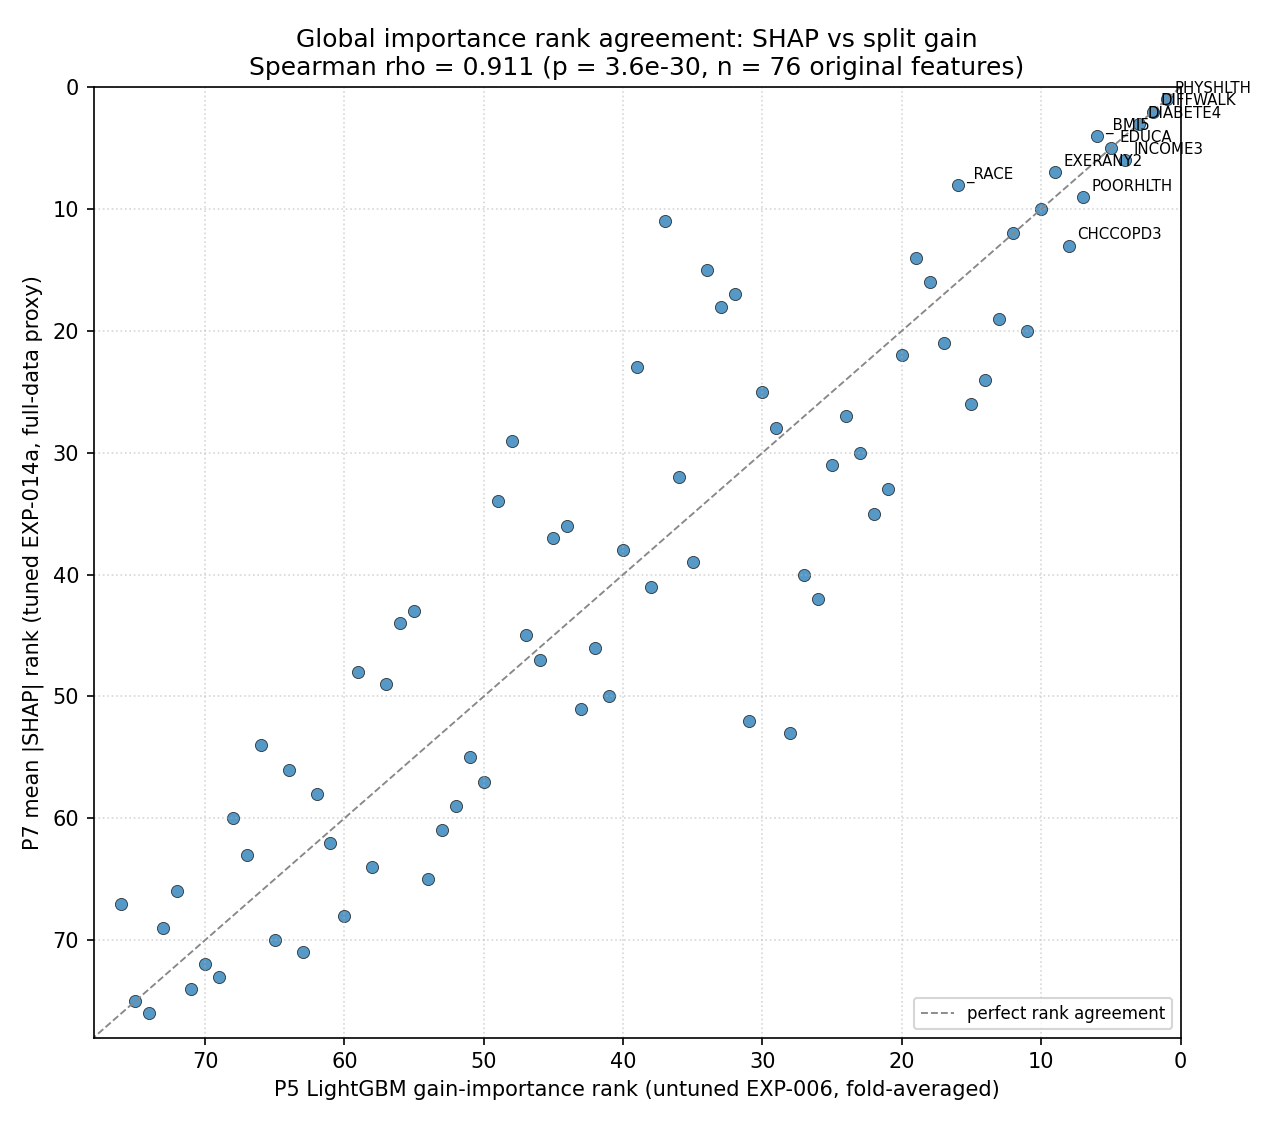 Global importance rank agreement: SHAP vs split gain
Spearman rho = 0.911 (p = 3.6e-30, n = 76 original features)
P7 mean |SHAP| rank (tuned EXP-014a, full-data proxy)
0
10
20
30
40
50
60
70
PHYSHLTH
DIFFWALK
DIABETE4
_BMI5
EDUCA
INCOME3
EXERANY2
_RACE
POORHLTH
CHCCOPD3
perfect rank agreement
70 60 50 40 30 20 10 0
P5 LightGBM gain-importance rank (untuned EXP-006, fold-averaged)